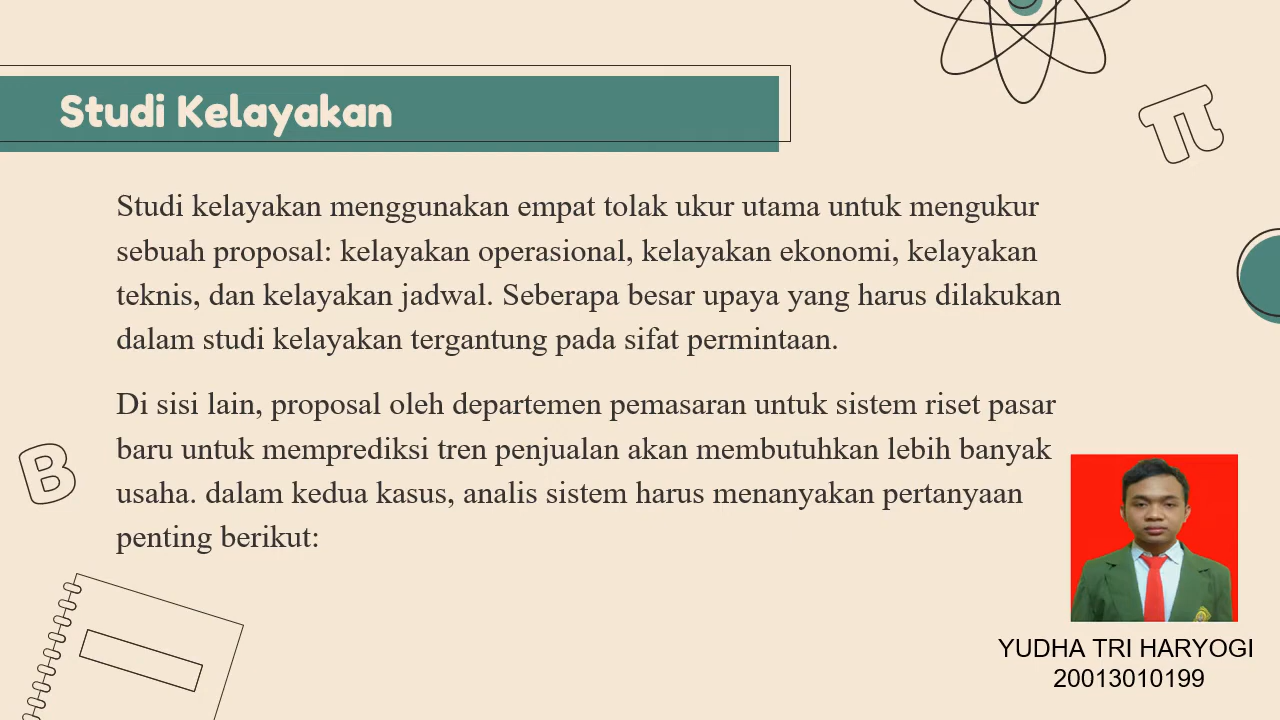 Studi Kelayakan
Studi kelayakan menggunakan empat tolak ukur utama untuk mengukur
sebuah proposal: kelayakan operasional, kelayakan ekonomi, kelayakan
teknis, dan kelayakan jadwal. Seberapa besar upaya yang harus dilakukan
dalam studi kelayakan tergantung pada sifat permintaan.
Di sisi lain, proposal oleh departemen pemasaran untuk sistem riset pasar
baru untuk memprediksi tren penjualan akan membutuhkan lebih banyak
usaha. dalam kedua kasus, analis sistem harus menanyakan pertanyaan
penting berikut:
π
B
YUDHA TRI HARYOGI
20013010199